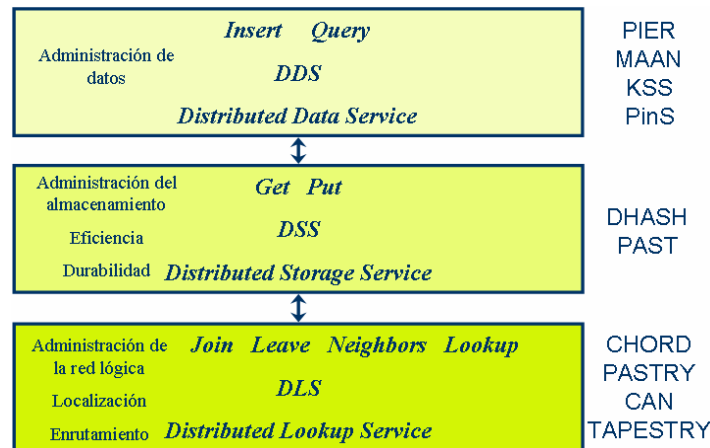 Insert Query
Administración de
datos
DDS
Distributed Data Service
PIER
MAAN
KSS
PinS
Administración del
almacenamiento
Get Put
Eficiencia
DSS
Durabilidad
Distributed Storage Service
DHASH
PAST
Administración de
la red lógica
Join Leave Neighbors Lookup
Localización
DLS
Enrutamiento
Distributed Lookup Service
CHORD
PASTRY
CAN
TAPESTRY